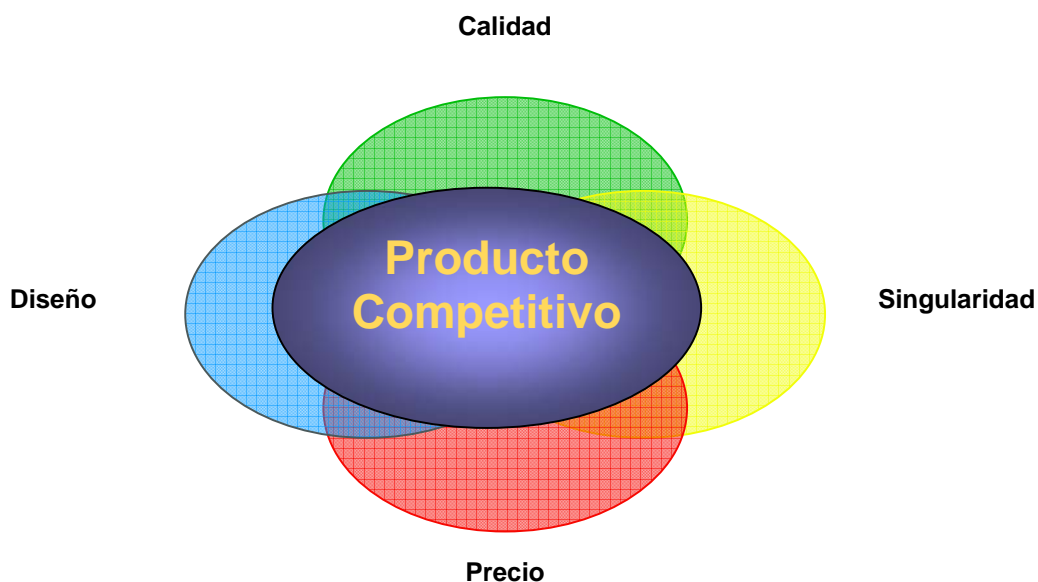 Calidad
Producto
Competitivo
Diseño
Singularidad
Precio